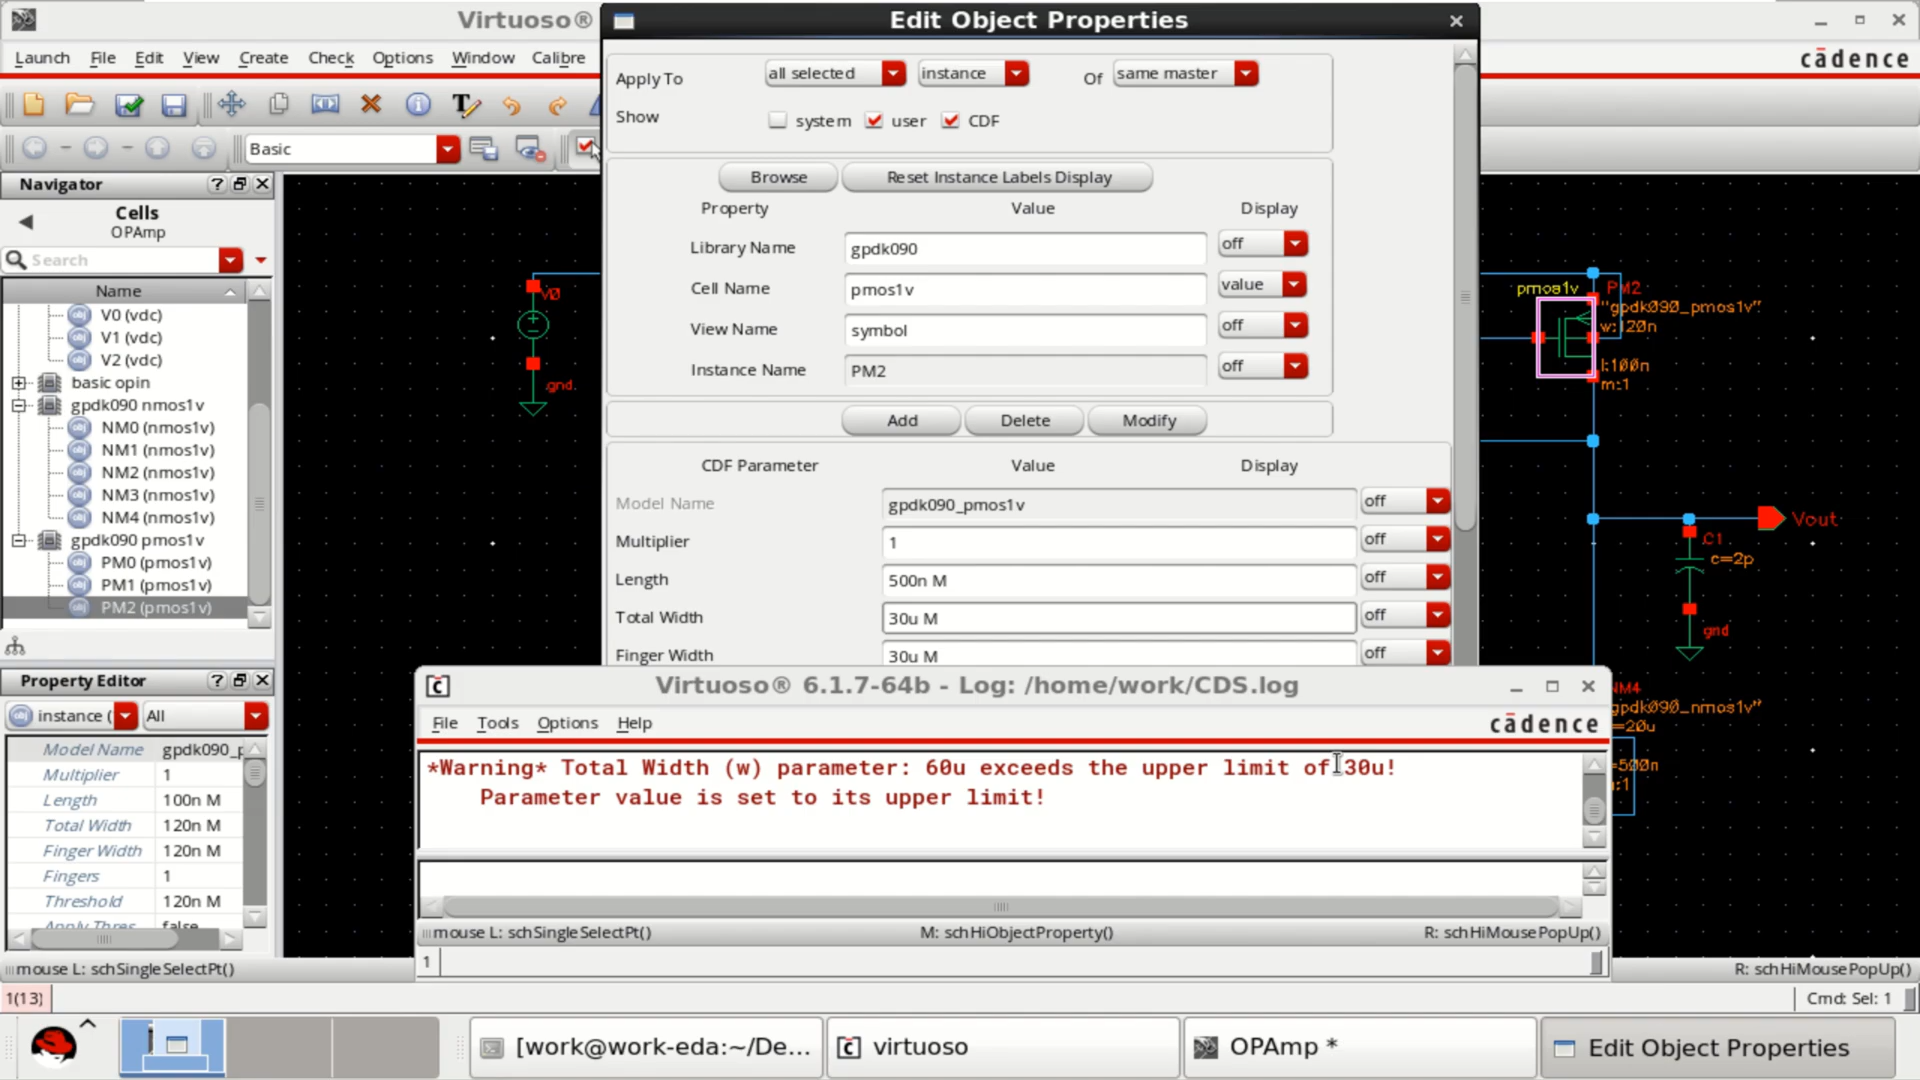 Virtuoso®
Edit Object Properties
Launch File Edit View Create Check Options Window Calibre
cādence
Apply To all selected instance Of same master
Show system user CDF
Basic
Browse Reset Instance Labels Display
Property Value Display
Library Name gpdk090 off
Cell Name pmos1v value
View Name symbol off
Instance Name PM2 off
Add Delete Modify
CDF Parameter Value Display
Model Name gpdk090_pmos1v off
Multiplier 1 off
Length 500n M off
Total Width 30u M off
Finger Width 30u M off
Navigator
Cells
OPAmp
Search
Name
V0 (vdc)
V1 (vdc)
V2 (vdc)
basic opin
gpdk090 nmos1v
NM0 (nmos1v)
NM1 (nmos1v)
NM2 (nmos1v)
NM3 (nmos1v)
NM4 (nmos1v)
gpdk090 pmos1v
PM0 (pmos1v)
PM1 (pmos1v)
PM2 (pmos1v)
V0
gnd
pmos1v PM2
"gpdk090_pmos1v"
w:120n
l:100n
m:1
Vout
C1
c=2p
gnd
NM4
gpdk090_nmos1v"
=20u
=500n
:1
Property Editor
instance ( All
Model Name gpdk090_p
Multiplier 1
Length 100n M
Total Width 120n M
Finger Width 120n M
Fingers 1
Threshold 120n M
Apply Thres false
Virtuoso® 6.1.7-64b - Log: /home/work/CDS.log
File Tools Options Help
cādence
*Warning* Total Width (w) parameter: 60u exceeds the upper limit of 30u!
Parameter value is set to its upper limit!
mouse L: schSingleSelectPt() M: schHiObjectProperty() R: schHiMousePopUp()
1
mouse L: schSingleSelectPt() R: schHiMousePopUp()
1(13) Cmd: Sel: 1
[work@work-eda:~/De... virtuoso OPAmp * Edit Object Properties